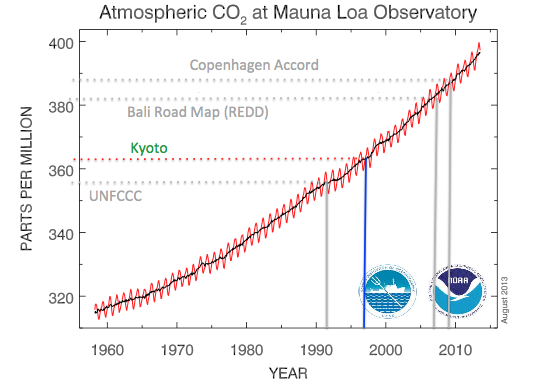 Atmospheric CO2 at Mauna Loa Observatory
PARTS PER MILLION
400
380
360
340
320
Copenhagen Accord
Bali Road Map (REDD)
Kyoto
UNFCCC
NOAA
August 2013
1960
1970
1980
1990
2000
2010
YEAR